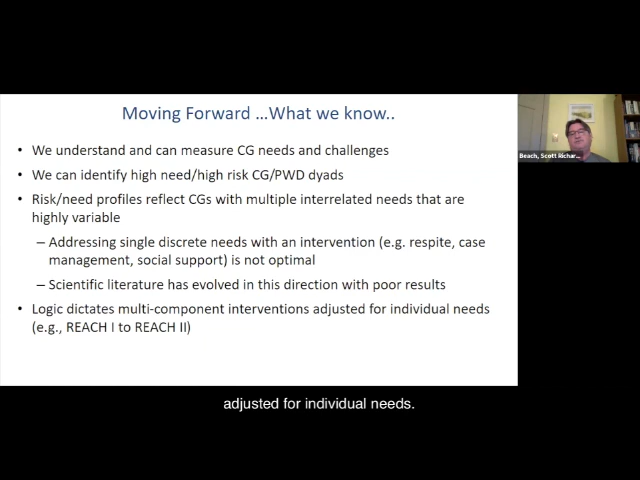 Moving Forward …What we know..
• We understand and can measure CG needs and challenges
• We can identify high need/high risk CG/PWD dyads
• Risk/need profiles reflect CGs with multiple interrelated needs that are
highly variable
– Addressing single discrete needs with an intervention (e.g. respite, case
management, social support) is not optimal
– Scientific literature has evolved in this direction with poor results
• Logic dictates multi-component interventions adjusted for individual needs
(e.g., REACH I to REACH II)
Beach, Scott Richar...
adjusted for individual needs.